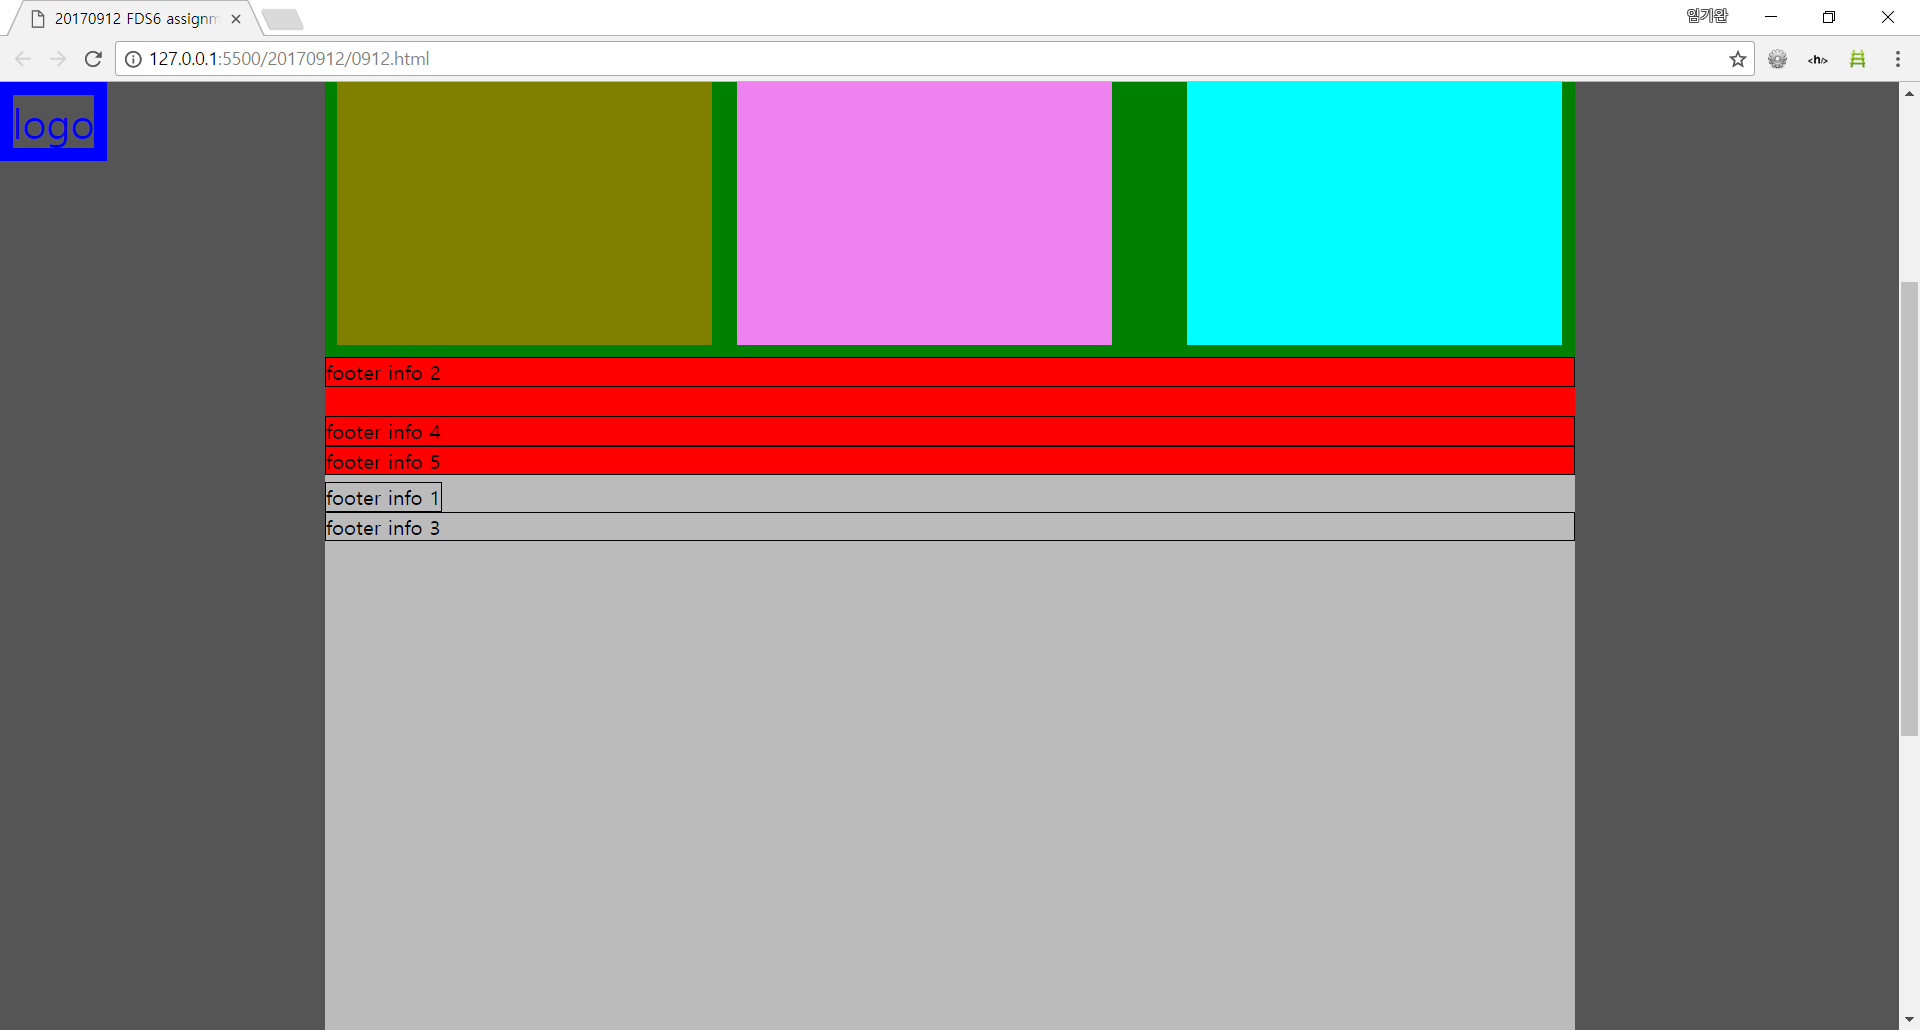 20170912 FDS6 assignm
임기완
127.0.0.1:5500/20170912/0912.html
<h/>
logo
footer info 2
footer info 4
footer info 5
footer info 1
footer info 3